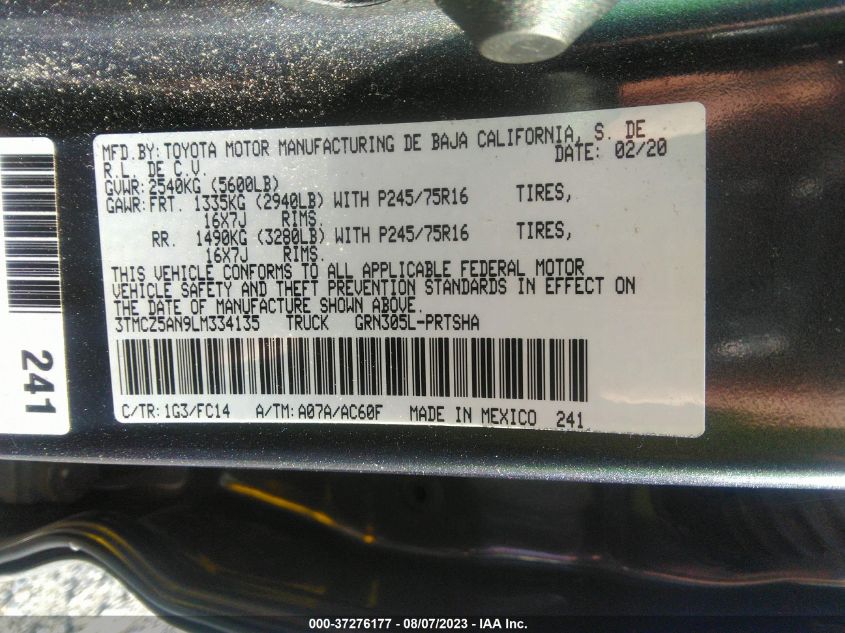 MFD.BY:TOYOTA MOTOR MANUFACTURING DE BAJA CALIFORNIA, S. DE
R.L. DE C.V. DATE: 02/20
GVWR:2540KG (5600LB)
GAWR:FRT. 1335KG (2940LB) WITH P245/75R16 TIRES,
16X7J RIMS.
RR. 1490KG (3280LB) WITH P245/75R16 TIRES,
16X7J RIMS.
THIS VEHICLE CONFORMS TO ALL APPLICABLE FEDERAL MOTOR
VEHICLE SAFETY AND THEFT PREVENTION STANDARDS IN EFFECT ON
THE DATE OF MANUFACTURE SHOWN ABOVE.
3TMCZ5AN9LM334135 TRUCK GRN305L-PRTSHA
C/TR:1G3/FC14 A/TM:A07A/AC60F MADE IN MEXICO 241
241
000-37276177 - 08/07/2023 - IAA Inc.